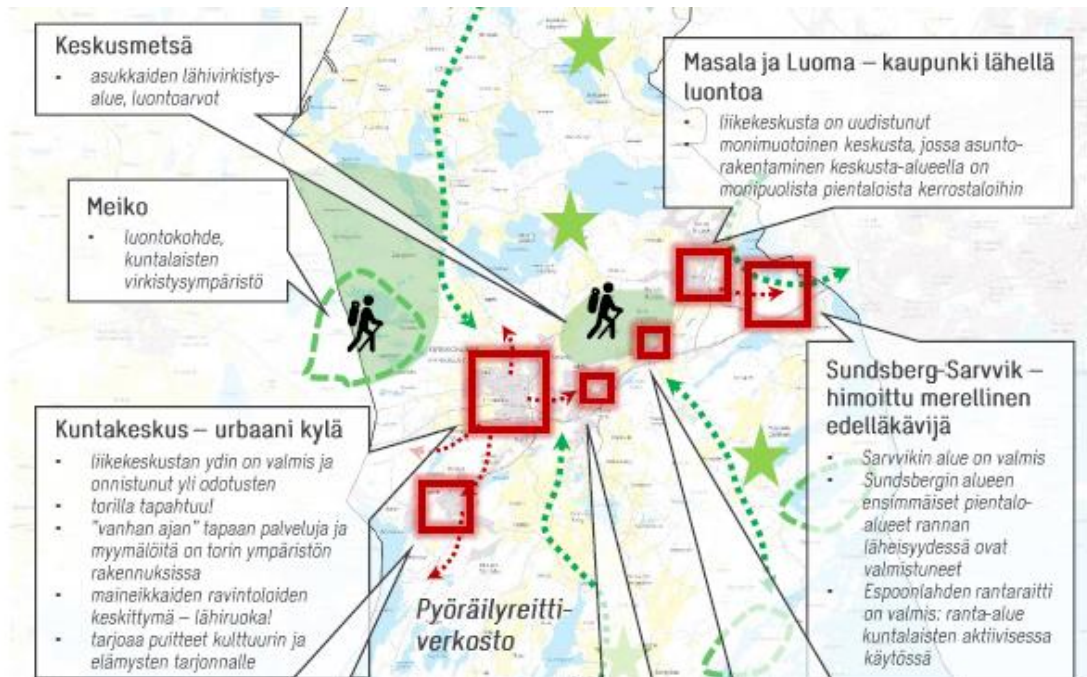 Keskusmetsä
▪ asukkaiden lähivirkistys-
alue, luontoarvot
Meiko
▪ luontokohde,
kuntalaisten
virkistysympäristö
Kuntakeskus – urbaani kylä
▪ liikekeskustan ydin on valmis ja
onnistunut yli odotusten
▪ torilla tapahtuu!
▪ "vanhan ajan" tapaan palveluja ja
myymälöitä on torin ympäristön
rakennuksissa
▪ maineikkaiden ravintoloiden
keskittymä – lähiruoka!
▪ tarjoaa puitteet kulttuurin ja
elämysten tarjonnalle
Pyöräilyreitti-
verkosto
Masala ja Luoma – kaupunki lähellä
luontoa
▪ liikekeskusta on uudistunut
▪ monimuotoinen keskusta, jossa asunto-
rakentaminen keskusta-alueella on
monipuolista pientaloista kerrostaloihin
Sundsberg-Sarvvik –
himoittu merellinen
edelläkävijä
▪ Sarvvikin alue on valmis
▪ Sundsbergin alueen
ensimmäiset pientalo-
alueet rannan
läheisyydessä ovat
valmistuneet
▪ Espoonlahden rantaraitti
on valmis: ranta-alue
kuntalaisten aktiivisessa
käytössä